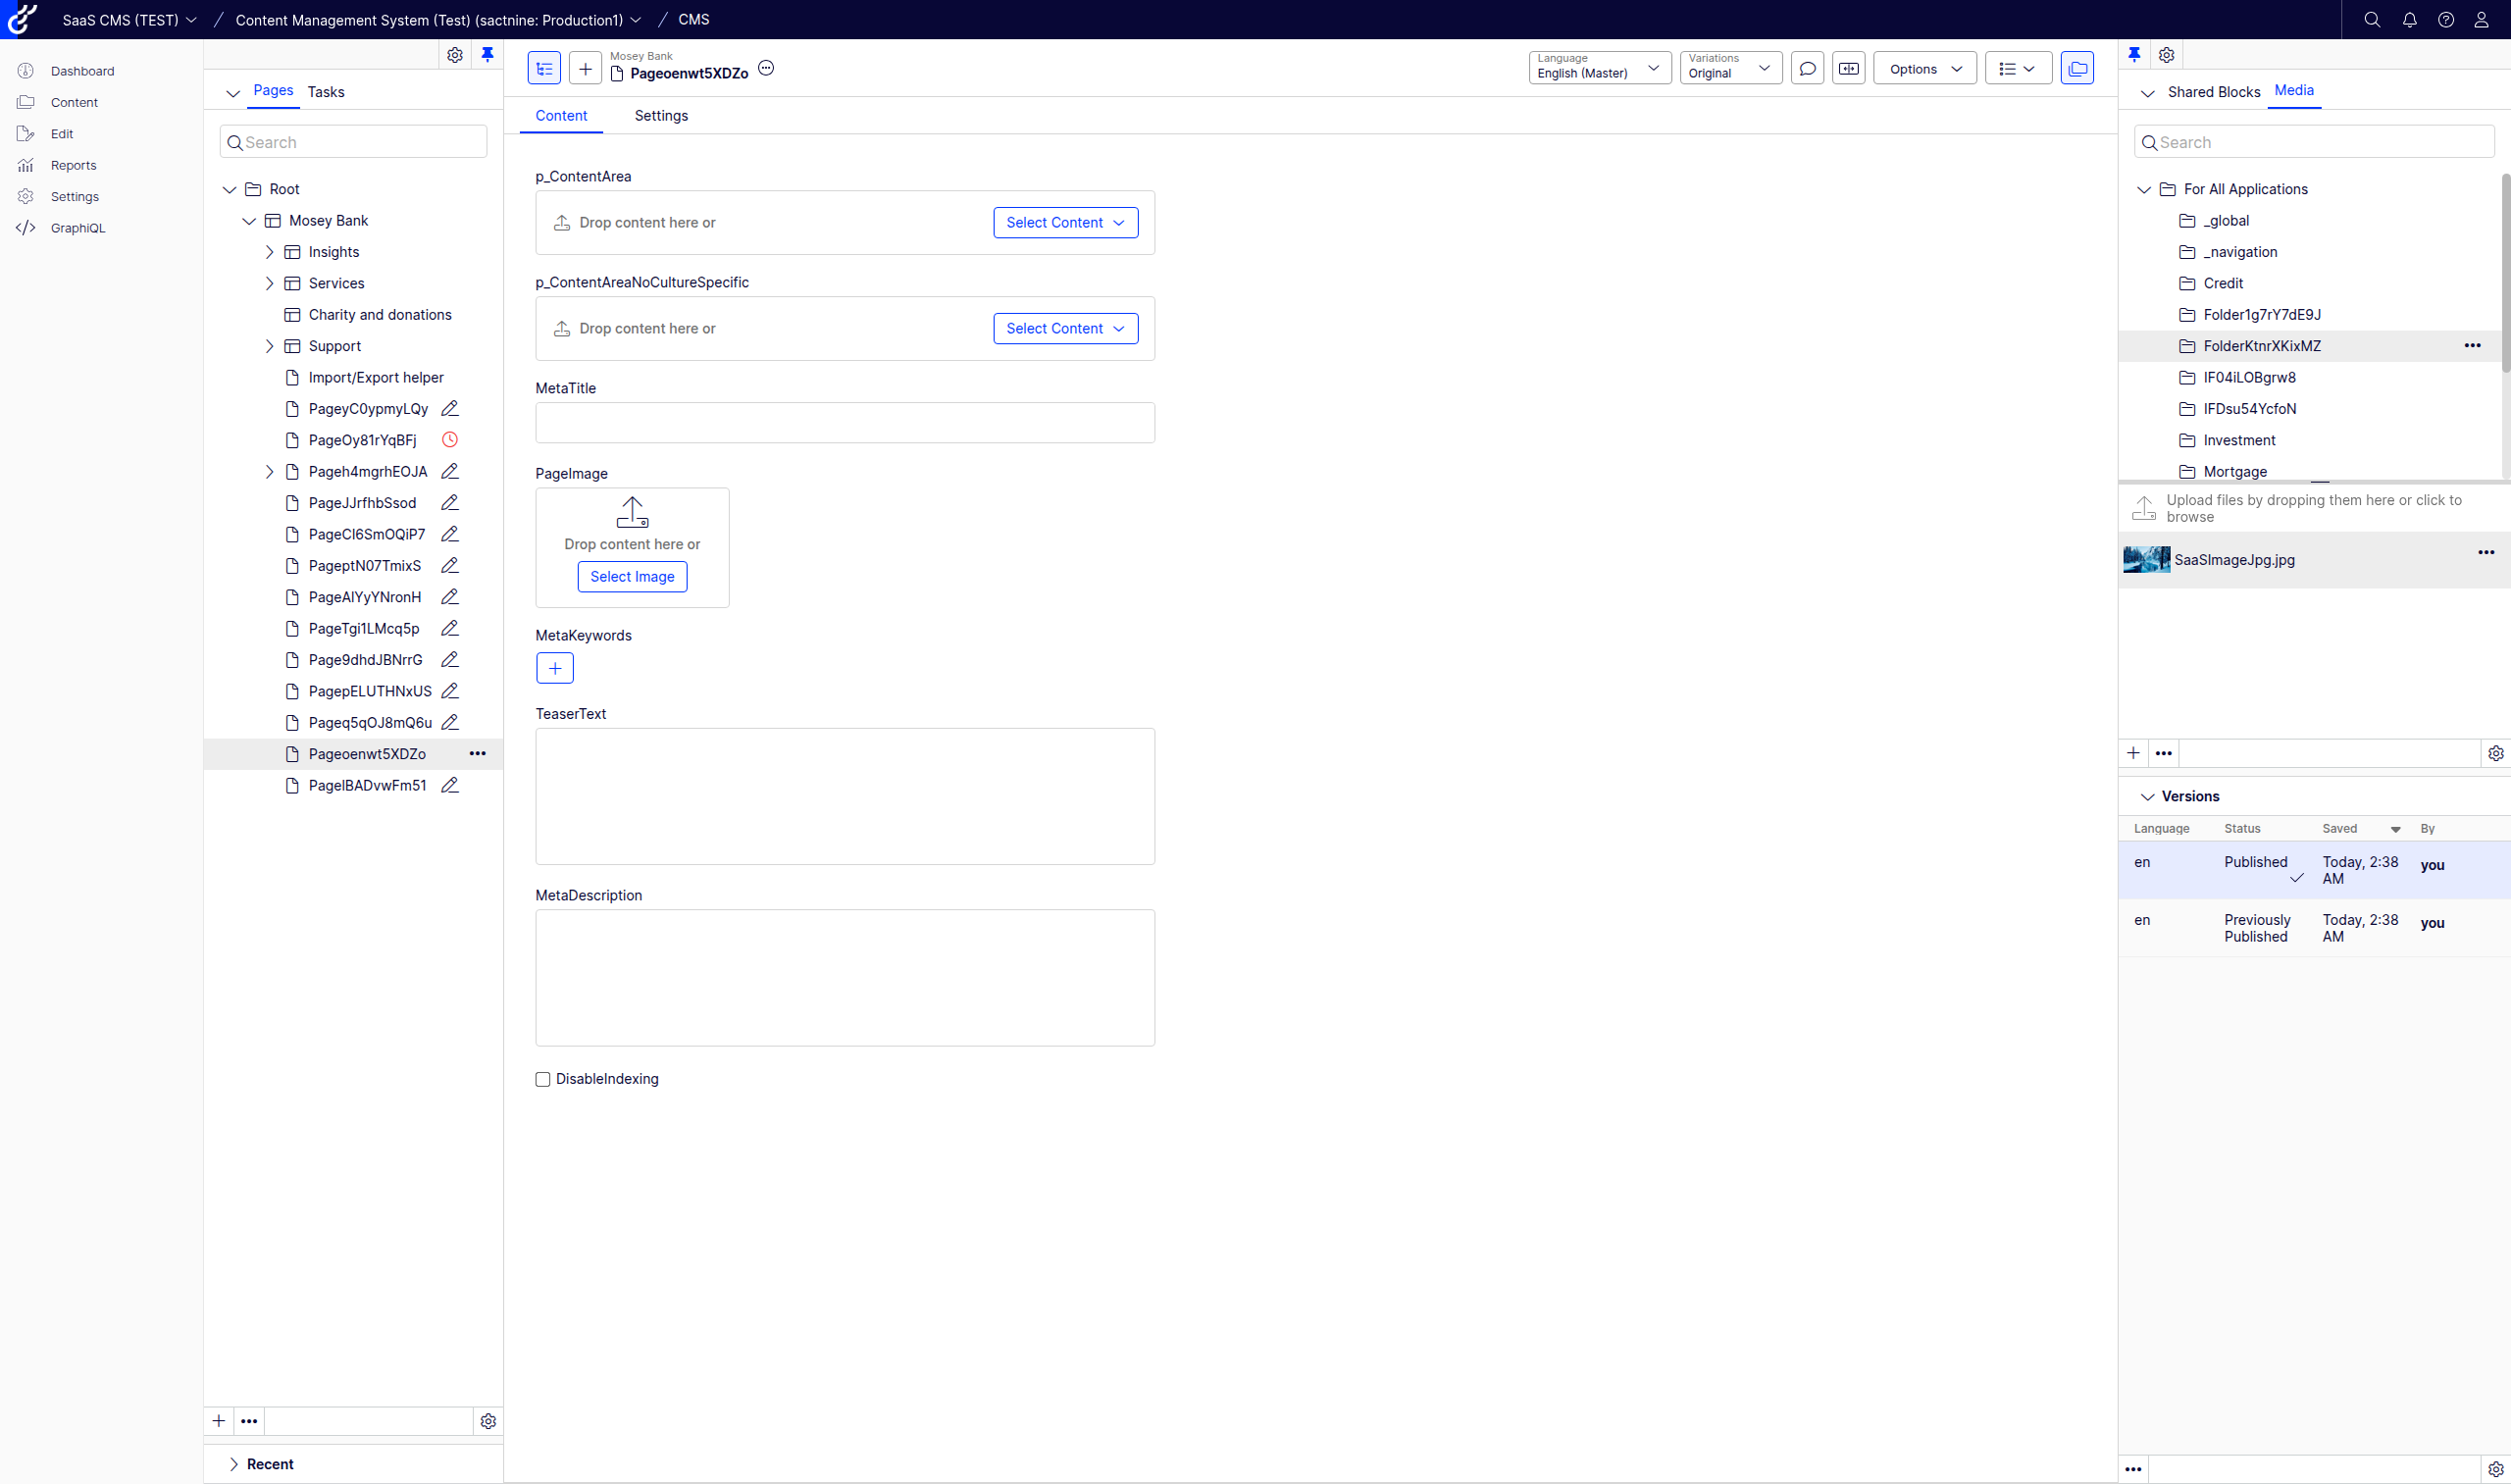 SaaS CMS (TEST)
Content Management System (Test) (sactnine: Production1)
CMS
Dashboard
Content
Edit
Reports
Settings
GraphiQL
Pages
Tasks
Search
Root
Mosey Bank
Insights
Services
Charity and donations
Support
Import/Export helper
PageyC0ypmyLQy
PageOy81rYqBFj
Pageh4mgrhEOJA
PageJJrfhbSsod
PageCl6SmOQiP7
PageptN07TmixS
PageAlYyYNronH
PageTgi1LMcq5p
Page9dhdJBNrrG
PagepELUTHNxUS
Pageq5qOJ8mQ6u
Pageoenwt5XDZo
PagelBADvwFm51
Recent
Mosey Bank
Pageoenwt5XDZo
Language
English (Master)
Variations
Original
Options
Content
Settings
p_ContentArea
Drop content here or
Select Content
p_ContentAreaNoCultureSpecific
Drop content here or
Select Content
MetaTitle
PageImage
Drop content here or
Select Image
MetaKeywords
TeaserText
MetaDescription
DisableIndexing
Shared Blocks
Media
Search
For All Applications
_global
_navigation
Credit
Folder1g7rY7dE9J
FolderKtnrXKixMZ
IF04iLOBgrw8
IFDsu54YcfoN
Investment
Mortgage
Upload files by dropping them here or click to
browse
SaaSImageJpg.jpg
Versions
Language Status Saved By
en Published Today, 2:38 AM you
en Previously Published Today, 2:38 AM you